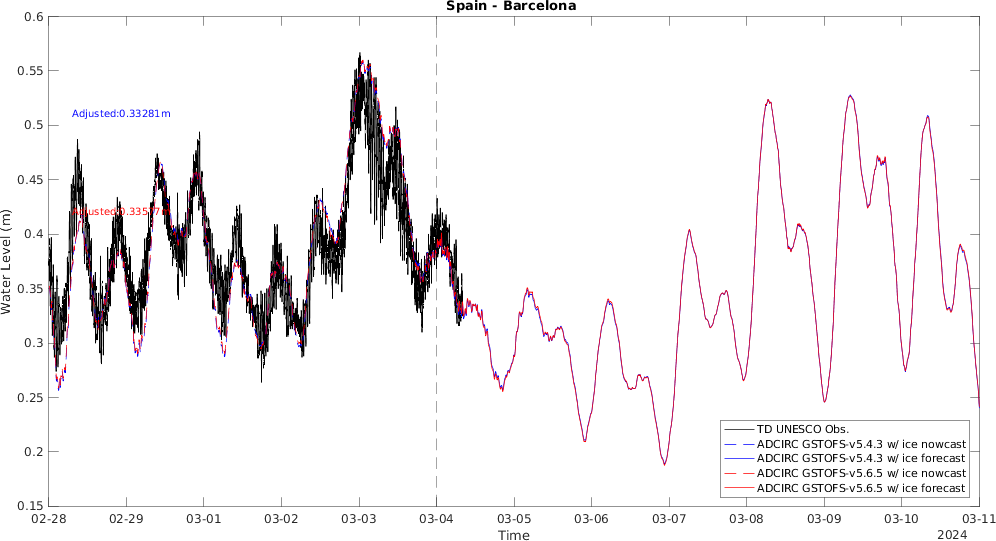 Spain - Barcelona
Water Level (m)
0.6
0.55
0.5
0.45
0.4
0.35
0.3
0.25
0.2
0.15
Adjusted:0.33281m
TD UNESCO Obs.
ADCIRC GSTOFS-v5.4.3 w/ ice nowcast
ADCIRC GSTOFS-v5.4.3 w/ ice forecast
ADCIRC GSTOFS-v5.6.5 w/ ice nowcast
ADCIRC GSTOFS-v5.6.5 w/ ice forecast
02-28 02-29 03-01 03-02 03-03 03-04 03-05 03-06 03-07 03-08 03-09 03-10 03-11
Time
2024